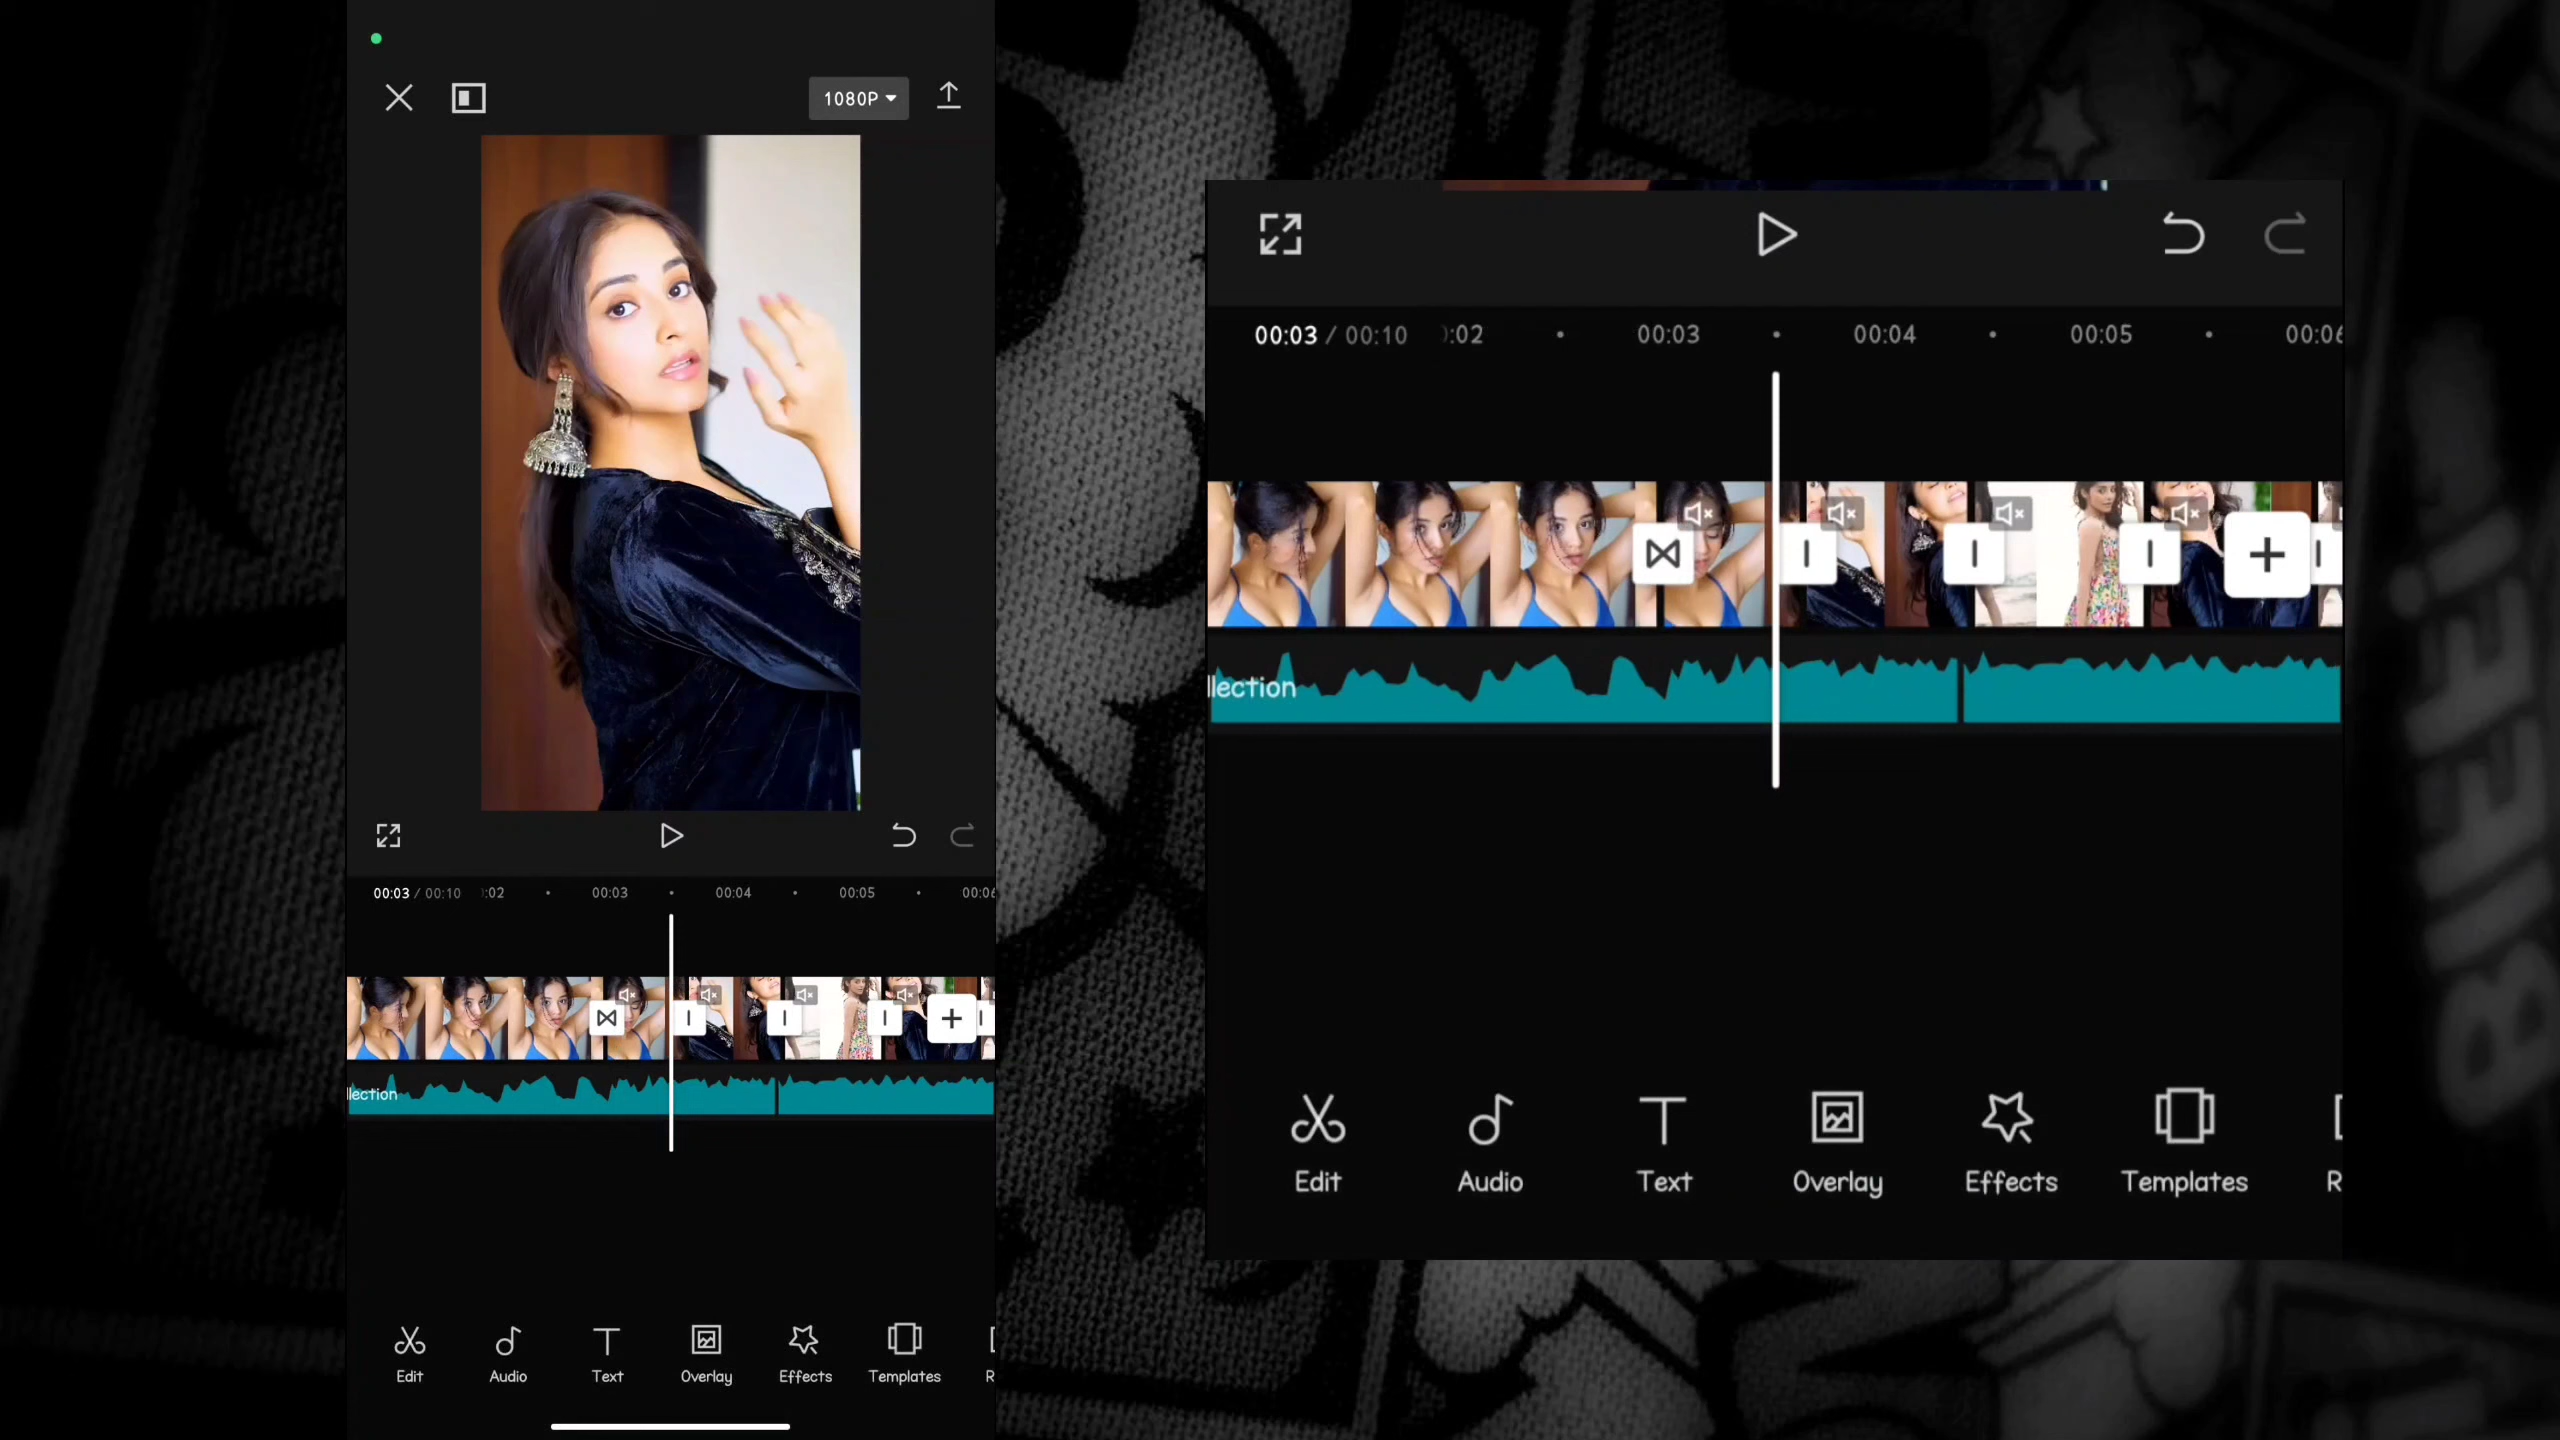 1080P
00:03 / 00:10 :02 00:03 00:04 00:05 00:06
llection
Edit Audio Text Overlay Effects Templates R
00:03 / 00:10 :02 00:03 00:04 00:05 00:06
llection
Edit Audio Text Overlay Effects Templates R